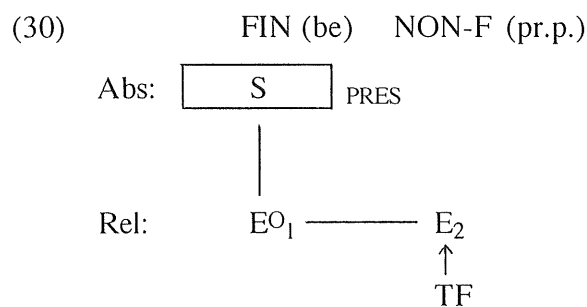 (30) FIN (be) NON-F (pr.p.)
Abs: S PRES
Rel: Eᴼ₁ E₂
TF